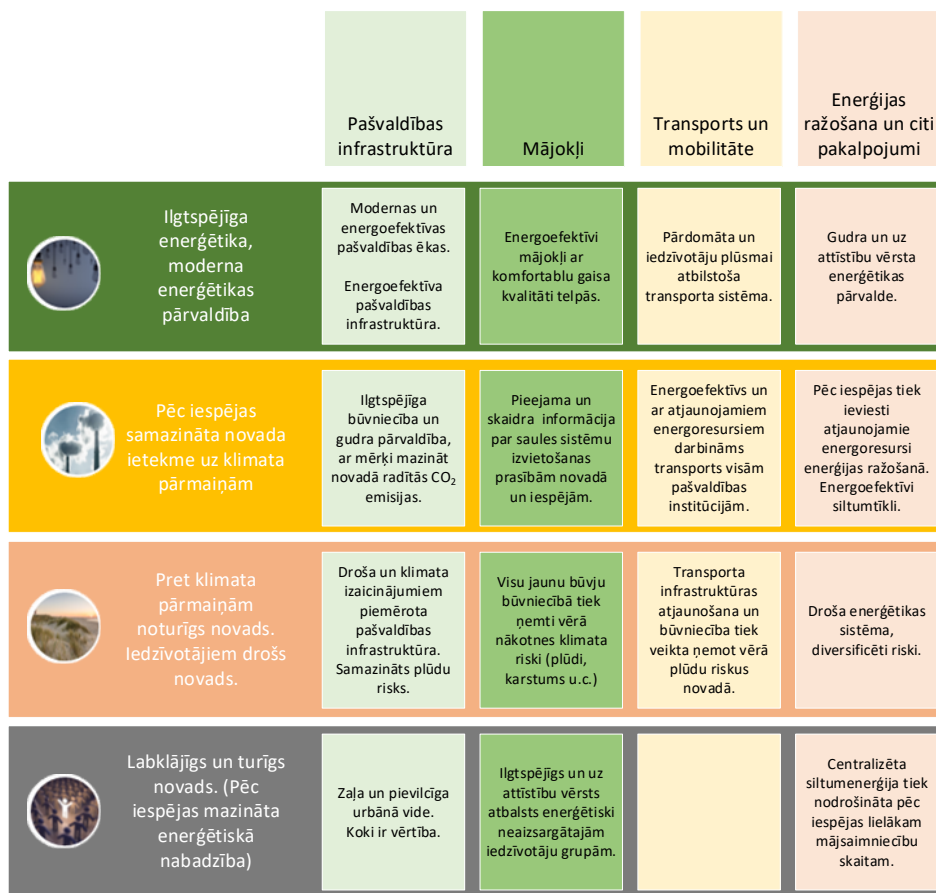 Pašvaldības
infrastruktūra
Mājokļi
Transports un
mobilitāte
Enerģijas
ražošana un citi
pakalpojumi
Ilgtspējīga
enerģētika,
moderna
enerģētikas
pārvaldība
Modernas un
energoefektīvas
pašvaldības ēkas.
Energoefektīva
pašvaldības
infrastruktūra.
Energoefektīvi
mājokļi ar
komfortablu gaisa
kvalitāti telpās.
Pārdomāta un
iedzīvotāju plūsmai
atbilstoša
transporta sistēma.
Gudra un uz
attīstību vērsta
enerģētikas
pārvalde.
Pēc iespējas
samazināta novada
ietekme uz klimata
pārmaiņām
Ilgtspējīga
būvniecība un
gudra pārvaldība,
ar mērķi mazināt
novadā radītās CO₂
emisijas.
Pieejama un
skaidra informācija
par saules sistēmu
izvietošanas
prasībām novadā
un iespējām.
Energoefektīvs un
ar atjaunojamiem
energoresursiem
darbināms
transports visām
pašvaldības
institūcijām.
Pēc iespējas tiek
ieviesti
atjaunojamie
energoresursi
enerģijas ražošanā.
Energoefektīvi
siltumtīkli.
Pret klimata
pārmaiņām
noturīgs novads.
Iedzīvotājiem drošs
novads.
Droša un klimata
izaicinājumiem
piemērota
pašvaldības
infrastruktūra.
Samazināts plūdu
risks.
Visu jaunu būvju
būvniecībā tiek
ņemti vērā
nākotnes klimata
riski (plūdi,
karstums u.c.)
Transporta
infrastruktūras
atjaunošana un
būvniecība tiek
veikta ņemot vērā
plūdu riskus
novadā.
Droša enerģētikas
sistēma,
diversificēti riski.
Labklājīgs un turīgs
novads. (Pēc
iespējas mazināta
enerģētiskā
nabadzība)
Zaļa un pievilcīga
urbānā vide.
Koki ir vērtība.
Ilgtspējīgs un uz
attīstību vērsts
atbalsts enerģētiski
neaizsargātajām
iedzīvotāju grupām.
Centralizēta
siltumenerģija tiek
nodrošināta pēc
iespējas lielākam
mājsaimniecību
skaitam.